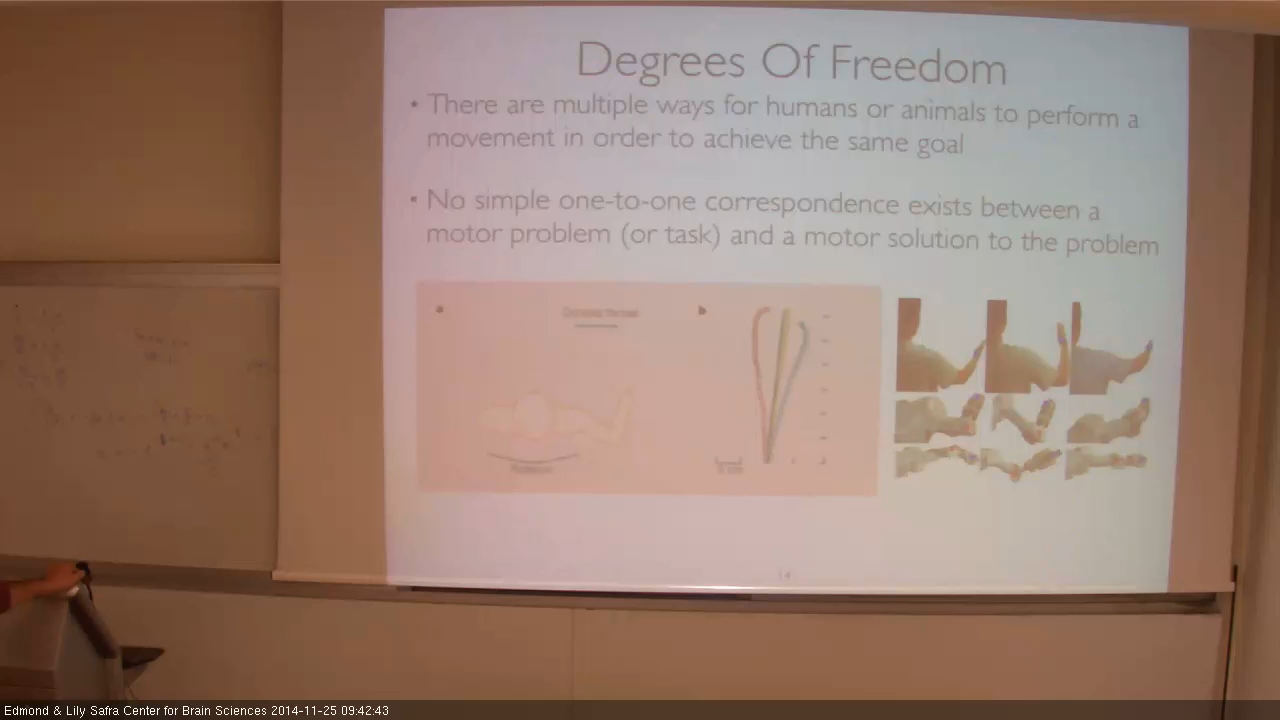 Degrees Of Freedom
• There are multiple ways for humans or animals to perform a
movement in order to achieve the same goal
• No simple one-to-one correspondence exists between a
motor problem (or task) and a motor solution to the problem
Edmond & Lily Safra Center for Brain Sciences 2014-11-25 09:42:43